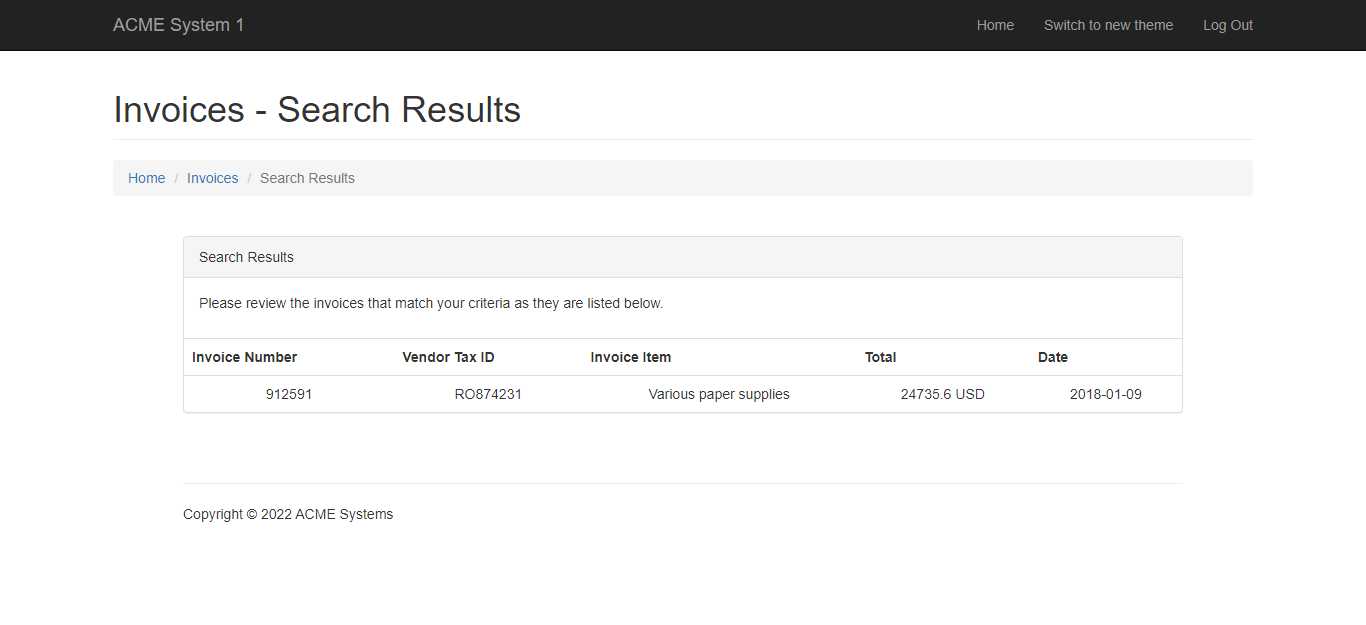 ACME System 1 Home Switch to new theme Log Out
Invoices - Search Results
Home / Invoices / Search Results
Search Results
Please review the invoices that match your criteria as they are listed below.
Invoice Number Vendor Tax ID Invoice Item Total Date
912591 RO874231 Various paper supplies 24735.6 USD 2018-01-09
Copyright © 2022 ACME Systems